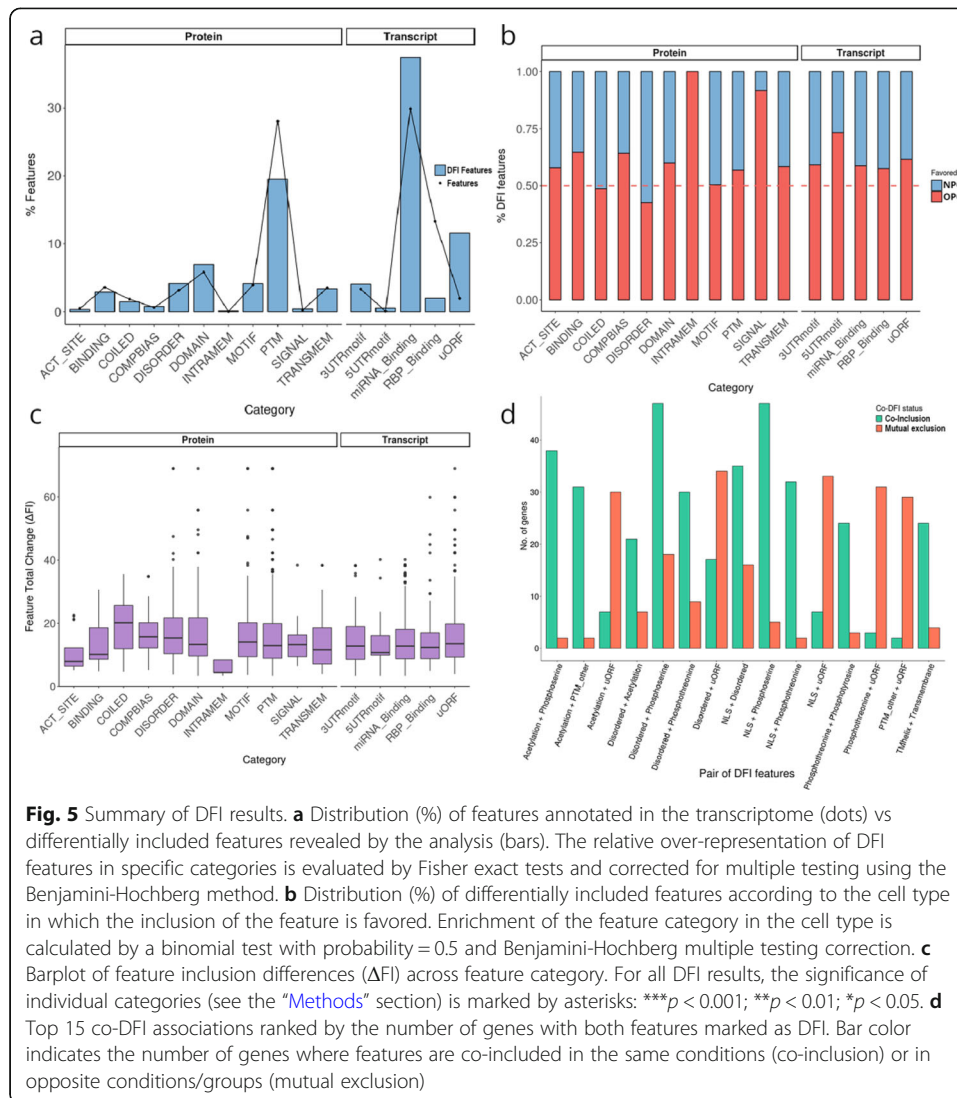 a
Protein
Transcript
% Features
30
20
10
0
DFI Features
Features
ACT_SITE
BINDING
COILED
COMPBIAS
DISORDER
DOMAIN
INTRAMEM
MOTIF
PTM
SIGNAL
TRANSMEM
3UTRmotif
5UTRmotif
miRNA_Binding
RBP_Binding
uORF
Category
b
Protein
Transcript
% DFI features
1.00
0.75
0.50
0.25
0.00
Favored
ACT_SITE
BINDING
COILED
COMPBIAS
DISORDER
DOMAIN
INTRAMEM
MOTIF
PTM
SIGNAL
TRANSMEM
3UTRmotif
5UTRmotif
miRNA_Binding
RBP_Binding
uORF
Category
c
Protein
Transcript
Feature Total Change (ΔFI)
60
40
20
0
ACT_SITE
BINDING
COILED
COMPBIAS
DISORDER
DOMAIN
INTRAMEM
MOTIF
PTM
SIGNAL
TRANSMEM
3UTRmotif
5UTRmotif
miRNA_Binding
RBP_Binding
uORF
Category
d
Co-DFI status
Co-Inclusion
Mutual exclusion
No. of genes
40
30
20
10
0
Acetylation + Phosphoserine
Acetylation + PTM_other
Acetylation + uORF
Disordered + Acetylation
Disordered + Phosphoserine
Disordered + Phosphothreonine
Disordered + uORF
NLS + Disordered
NLS + Phosphoserine
NLS + Phosphothreonine
NLS + uORF
Phosphothreonine + Phosphotyrosine
Phosphothreonine + uORF
PTM_other + uORF
TMhelix + Transmembrane
Pair of DFI features
Fig. 5 Summary of DFI results. a Distribution (%) of features annotated in the transcriptome (dots) vs
differentially included features revealed by the analysis (bars). The relative over-representation of DFI
features in specific categories is evaluated by Fisher exact tests and corrected for multiple testing using the
Benjamini-Hochberg method. b Distribution (%) of differentially included features according to the cell type
in which the inclusion of the feature is favored. Enrichment of the feature category in the cell type is
calculated by a binomial test with probability = 0.5 and Benjamini-Hochberg multiple testing correction. c
Barplot of feature inclusion differences (ΔFI) across feature category. For all DFI results, the significance of
individual categories (see the “Methods” section) is marked by asterisks: ***p < 0.001; **p < 0.01; *p < 0.05. d
Top 15 co-DFI associations ranked by the number of genes with both features marked as DFI. Bar color
indicates the number of genes where features are co-included in the same conditions (co-inclusion) or in
opposite conditions/groups (mutual exclusion)